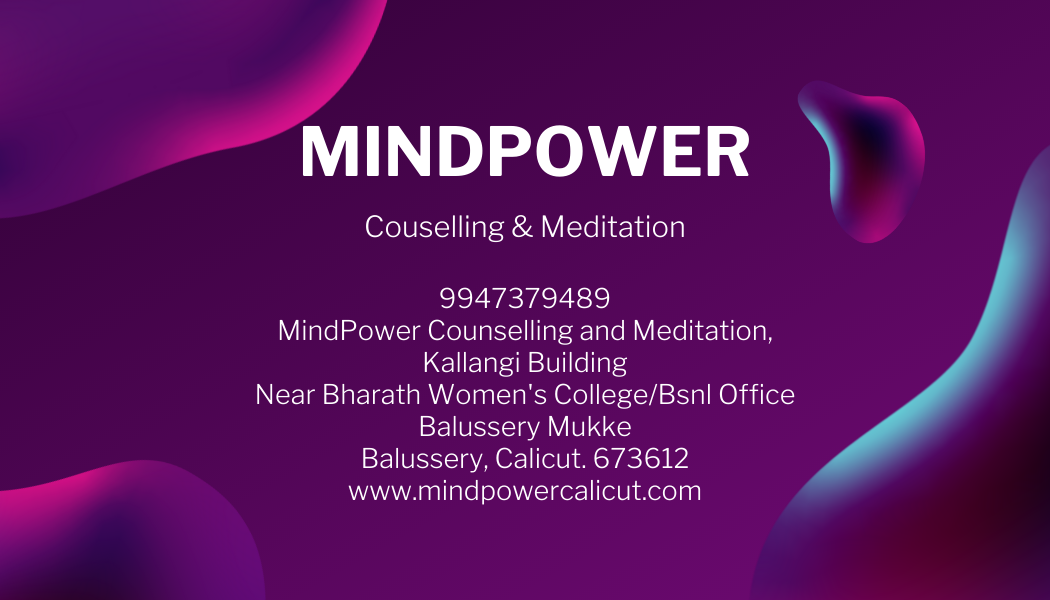 MINDPOWER
Couselling & Meditation
9947379489
MindPower Counselling and Meditation,
Kallangi Building
Near Bharath Women's College/Bsnl Office
Balussery Mukke
Balussery, Calicut. 673612
www.mindpowercalicut.com